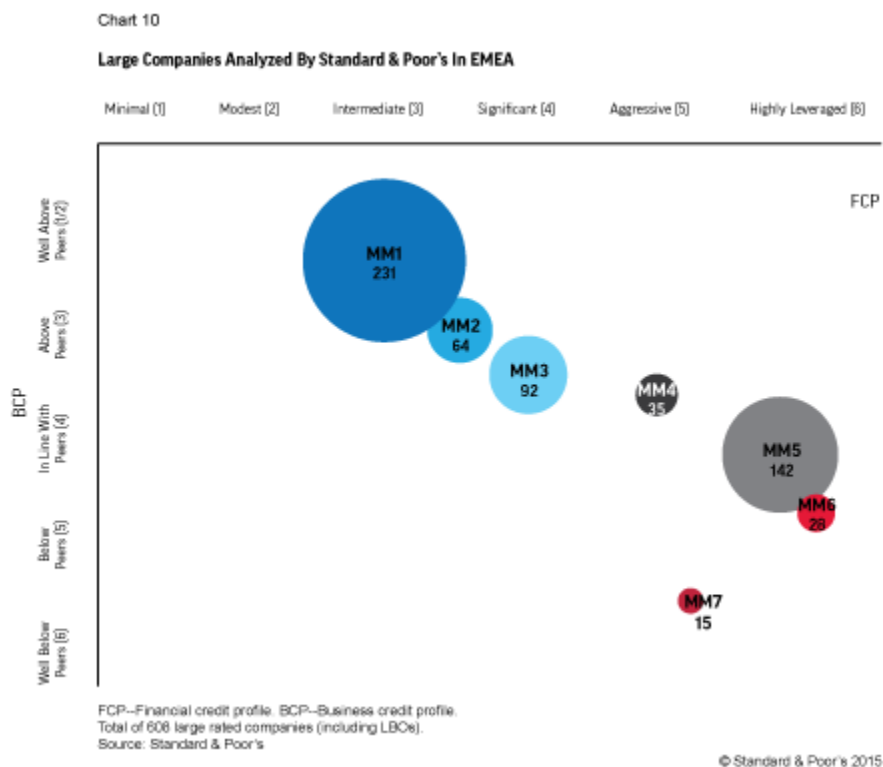 Chart 10
Large Companies Analyzed By Standard & Poor's In EMEA
Minimal [1]
Modest [2]
Intermediate [3]
Significant [4]
Aggressive [5]
Highly Leveraged [6]
FCP
BCP
Well Above
Peers [1/2]
Above
Peers [3]
In Line With
Peers [4]
Below
Peers [5]
Well Below
Peers [6]
MM1
231
MM2
64
MM3
92
MM4
35
MM5
142
MM6
28
MM7
15
FCP--Financial credit profile. BCP--Business credit profile.
Total of 608 large rated companies (including LBOs).
Source: Standard & Poor's
© Standard & Poor's 2015